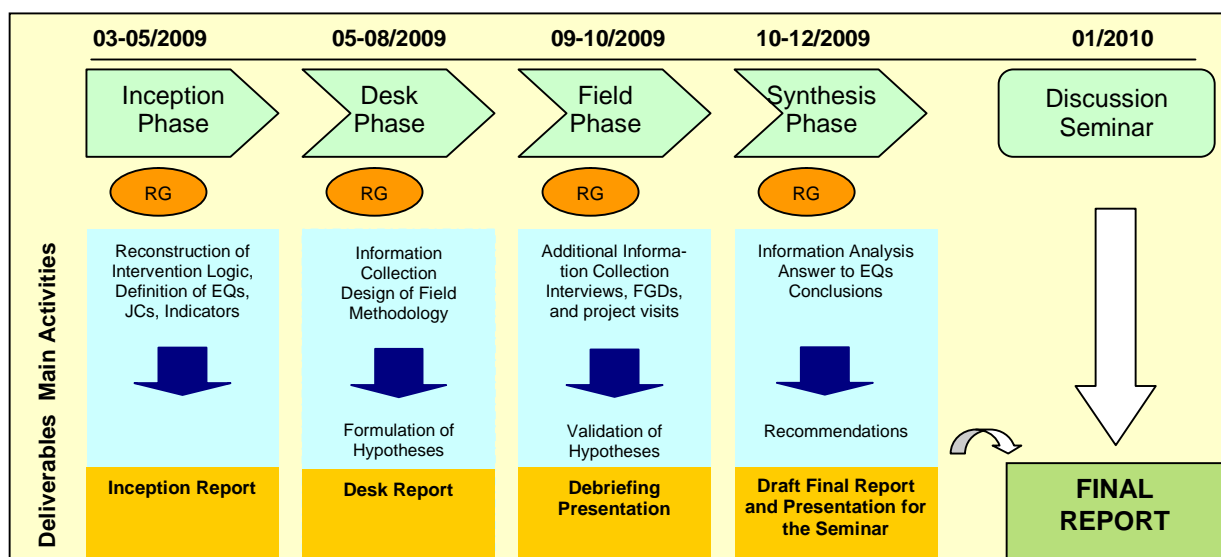 03-05/2009
05-08/2009
09-10/2009
10-12/2009
01/2010
Inception
Phase
Desk
Phase
Field
Phase
Synthesis
Phase
Discussion
Seminar
RG
RG
RG
RG
Main Activities
Reconstruction of
Intervention Logic,
Definition of EQs,
JCs, Indicators
Information
Collection
Design of Field
Methodology
Formulation of
Hypotheses
Additional Informa-
tion Collection
Interviews, FGDs,
and project visits
Validation of
Hypotheses
Information Analysis
Answer to EQs
Conclusions
Recommendations
Deliverables
Inception Report
Desk Report
Debriefing
Presentation
Draft Final Report
and Presentation for
the Seminar
FINAL
REPORT